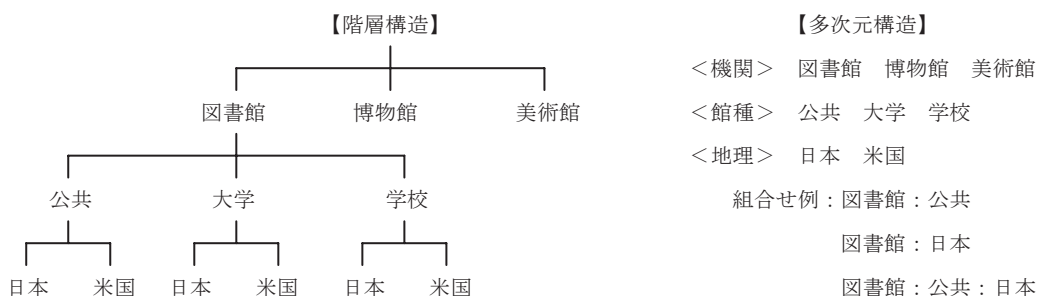 【階層構造】
図書館 博物館 美術館
公共 大学 学校
日本 米国 日本 米国 日本 米国
【多次元構造】
＜機関＞ 図書館 博物館 美術館
＜館種＞ 公共 大学 学校
＜地理＞ 日本 米国
組合せ例：図書館：公共
図書館：日本
図書館：公共：日本